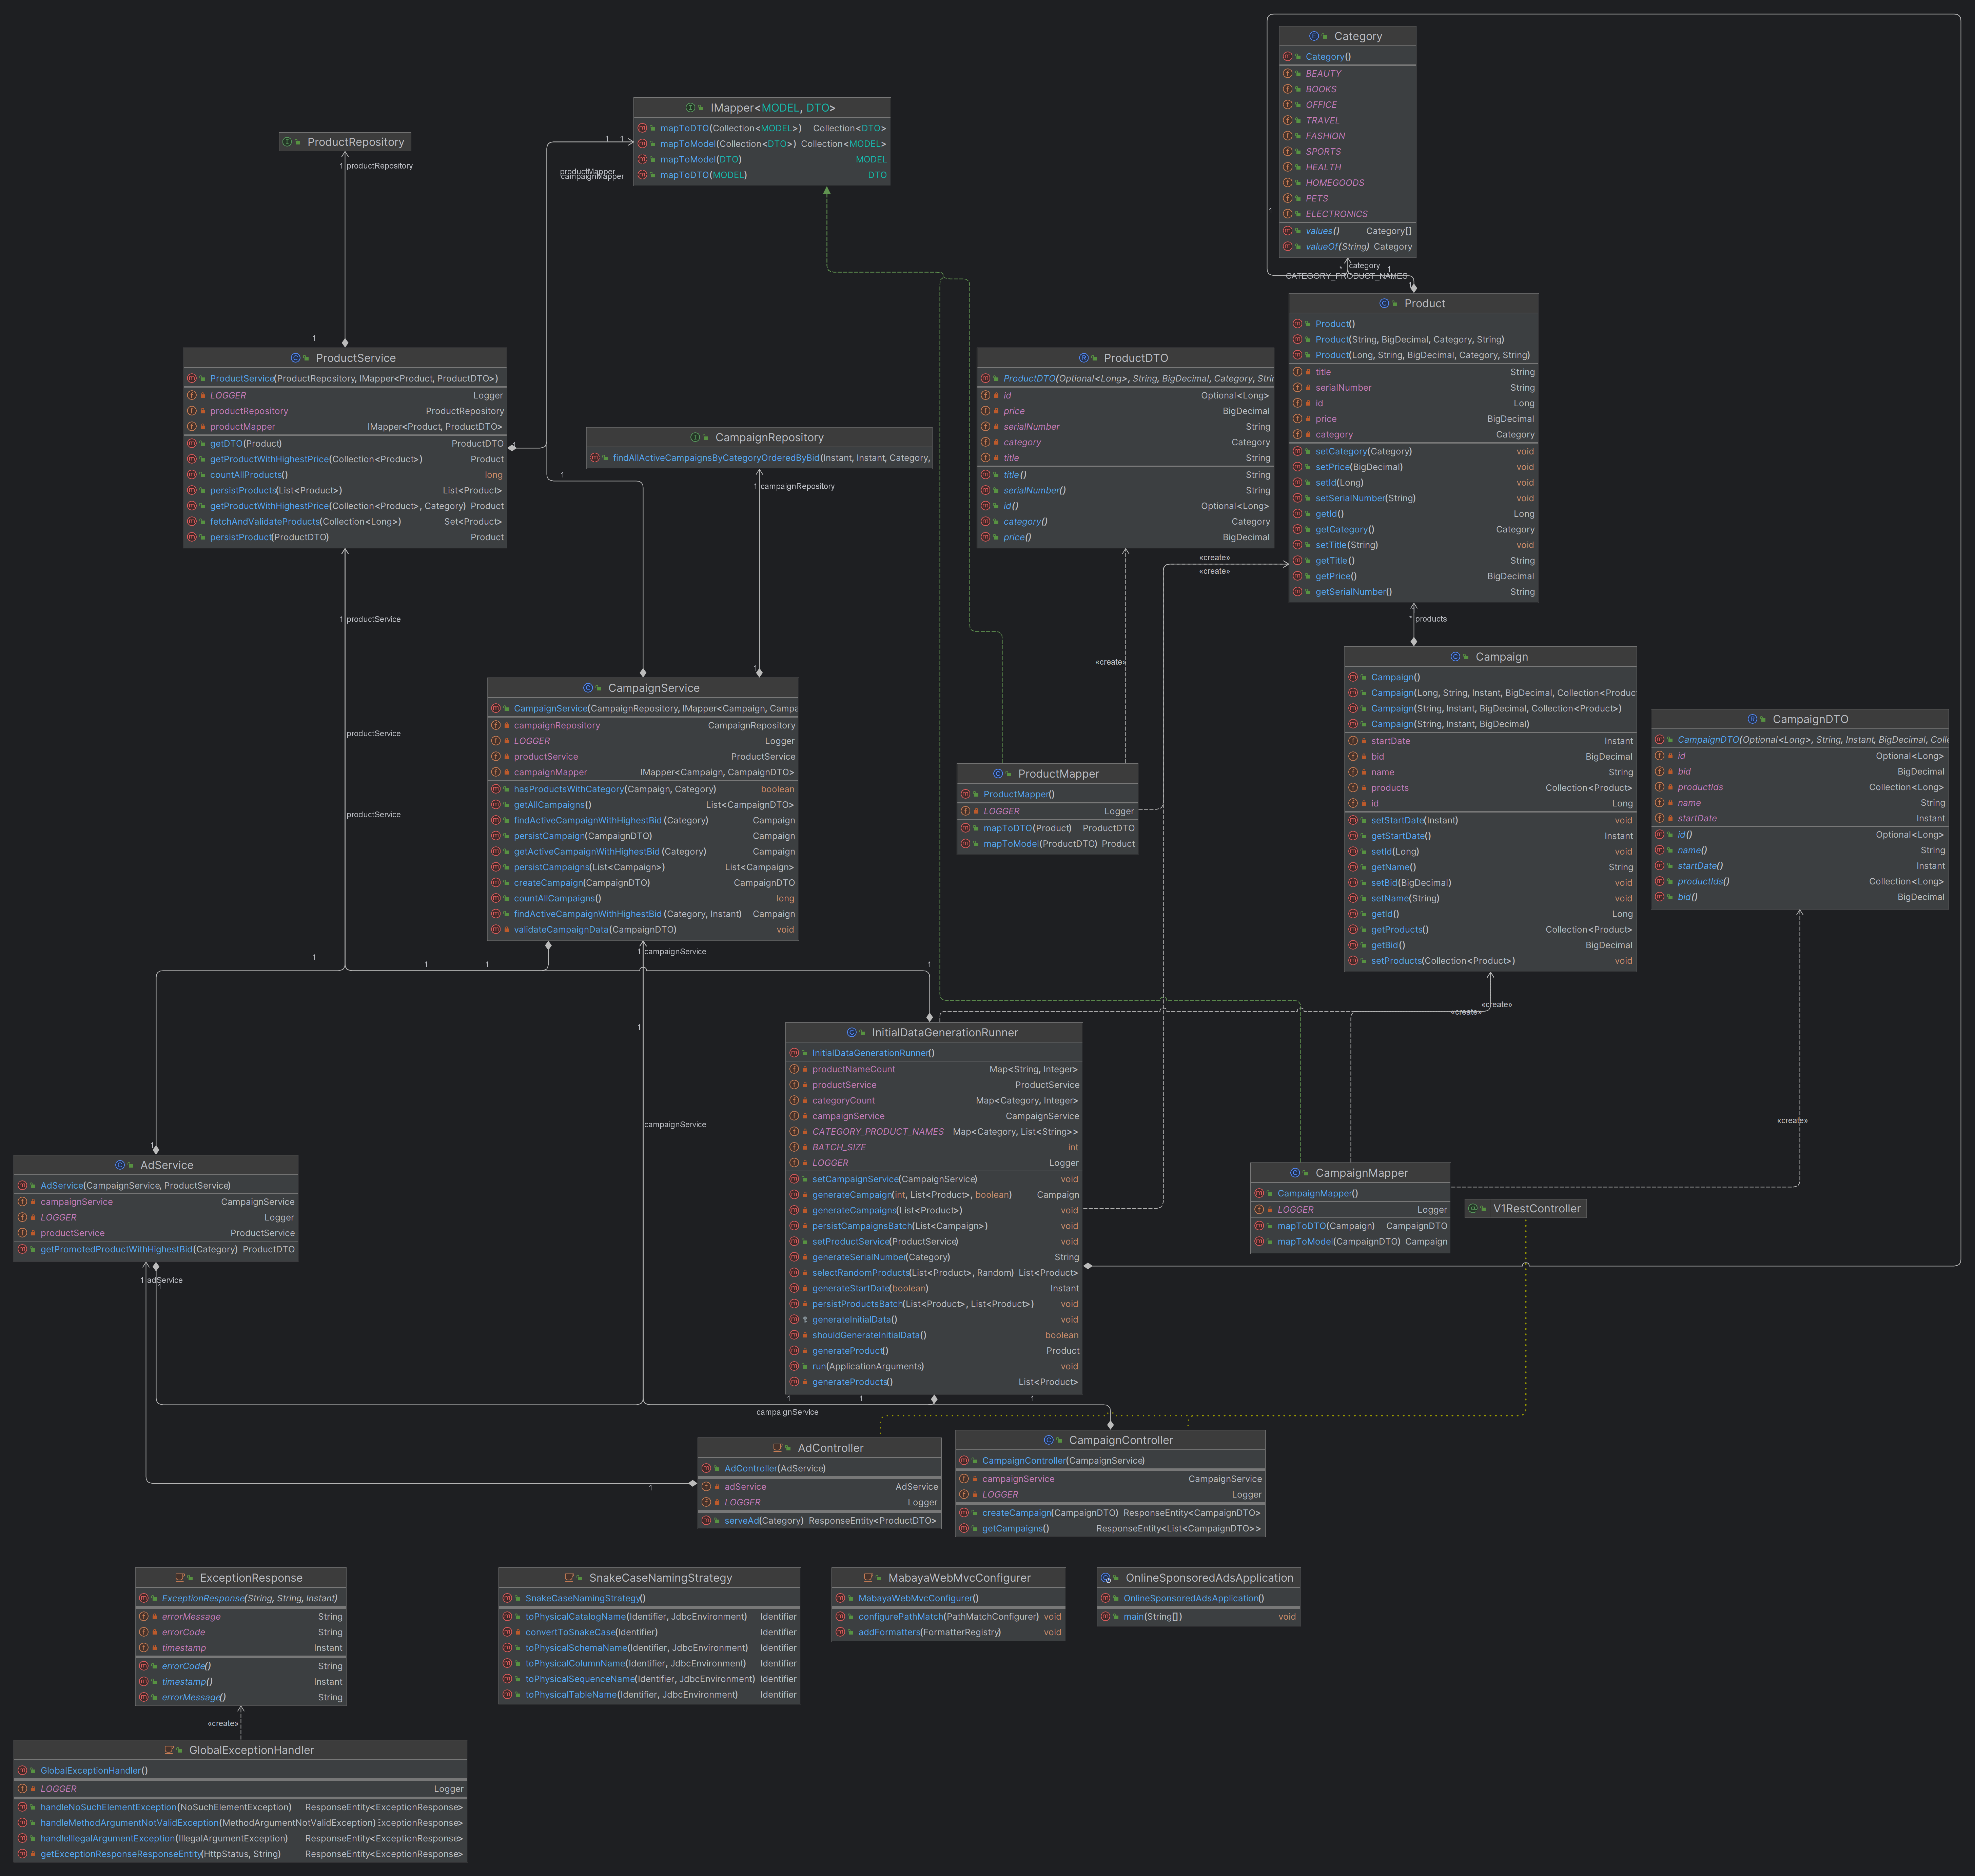 Category
Category()
BEAUTY
BOOKS
OFFICE
TRAVEL
FASHION
SPORTS
HEALTH
HOMEGOODS
PETS
ELECTRONICS
values() Category[]
valueOf(String) Category
1
* category 1
CATEGORY_PRODUCT_NAMES
1
IMapper<MODEL, DTO>
mapToDTO(Collection<MODEL>) Collection<DTO>
mapToModel(Collection<DTO>) Collection<MODEL>
mapToModel(DTO) MODEL
mapToDTO(MODEL) DTO
1 1
productMapper
campaignMapper
ProductRepository
1 productRepository
1
ProductService
ProductService(ProductRepository, IMapper<Product, ProductDTO>)
LOGGER Logger
productRepository ProductRepository
productMapper IMapper<Product, ProductDTO>
getDTO(Product) ProductDTO
getProductWithHighestPrice(Collection<Product>) Product
countAllProducts() long
persistProducts(List<Product>) List<Product>
getProductWithHighestPrice(Collection<Product>, Category) Product
fetchAndValidateProducts(Collection<Long>) Set<Product>
persistProduct(ProductDTO) Product
1
1
CampaignRepository
findAllActiveCampaignsByCategoryOrderedByBid(Instant, Instant, Category,
1 campaignRepository
1
ProductDTO
ProductDTO(Optional<Long>, String, BigDecimal, Category, Strin
id Optional<Long>
price BigDecimal
serialNumber String
category Category
title String
title() String
serialNumber() String
id() Optional<Long>
category() Category
price() BigDecimal
Product
Product()
Product(String, BigDecimal, Category, String)
Product(Long, String, BigDecimal, Category, String)
title String
serialNumber String
id Long
price BigDecimal
category Category
setCategory(Category) void
setPrice(BigDecimal) void
setId(Long) void
setSerialNumber(String) void
getId() Long
getCategory() Category
setTitle(String) void
getTitle() String
getPrice() BigDecimal
getSerialNumber() String
«create»
«create»
* products
1 productService
productService
productService
«create»
CampaignService
CampaignService(CampaignRepository, IMapper<Campaign, Campa
campaignRepository CampaignRepository
LOGGER Logger
productService ProductService
campaignMapper IMapper<Campaign, CampaignDTO>
hasProductsWithCategory(Campaign, Category) boolean
getAllCampaigns() List<CampaignDTO>
findActiveCampaignWithHighestBid(Category) Campaign
persistCampaign(CampaignDTO) Campaign
getActiveCampaignWithHighestBid(Category) Campaign
persistCampaigns(List<Campaign>) List<Campaign>
createCampaign(CampaignDTO) CampaignDTO
countAllCampaigns() long
findActiveCampaignWithHighestBid(Category, Instant) Campaign
validateCampaignData(CampaignDTO) void
ProductMapper
ProductMapper()
LOGGER Logger
mapToDTO(Product) ProductDTO
mapToModel(ProductDTO) Product
Campaign
Campaign()
Campaign(Long, String, Instant, BigDecimal, Collection<Produc
Campaign(String, Instant, BigDecimal, Collection<Product>)
Campaign(String, Instant, BigDecimal)
startDate Instant
bid BigDecimal
name String
products Collection<Product>
id Long
setStartDate(Instant) void
getStartDate() Instant
setId(Long) void
getName() String
setBid(BigDecimal) void
setName(String) void
getId() Long
getProducts() Collection<Product>
getBid() BigDecimal
setProducts(Collection<Product>) void
CampaignDTO
CampaignDTO(Optional<Long>, String, Instant, BigDecimal, Colle
id Optional<Long>
bid BigDecimal
productIds Collection<Long>
name String
startDate Instant
id() Optional<Long>
name() String
startDate() Instant
productIds() Collection<Long>
bid() BigDecimal
1 campaignService
1 1 1 1
«create»
«create»
1
campaignService
InitialDataGenerationRunner
InitialDataGenerationRunner()
productNameCount Map<String, Integer>
productService ProductService
categoryCount Map<Category, Integer>
campaignService CampaignService
CATEGORY_PRODUCT_NAMES Map<Category, List<String>>
BATCH_SIZE int
LOGGER Logger
setCampaignService(CampaignService) void
generateCampaign(int, List<Product>, boolean) Campaign
generateCampaigns(List<Product>) void
persistCampaignsBatch(List<Campaign>) void
setProductService(ProductService) void
generateSerialNumber(Category) String
selectRandomProducts(List<Product>, Random) List<Product>
generateStartDate(boolean) Instant
persistProductsBatch(List<Product>, List<Product>) void
generateInitialData() void
shouldGenerateInitialData() boolean
generateProduct() Product
run(ApplicationArguments) void
generateProducts() List<Product>
«create»
1
AdService
AdService(CampaignService, ProductService)
campaignService CampaignService
LOGGER Logger
productService ProductService
getPromotedProductWithHighestBid(Category) ProductDTO
1 adService
1
CampaignMapper
CampaignMapper()
LOGGER Logger
mapToDTO(Campaign) CampaignDTO
mapToModel(CampaignDTO) Campaign
V1RestController
1 1 1
campaignService
AdController
AdController(AdService)
adService AdService
LOGGER Logger
serveAd(Category) ResponseEntity<ProductDTO>
1
CampaignController
CampaignController(CampaignService)
campaignService CampaignService
LOGGER Logger
createCampaign(CampaignDTO) ResponseEntity<CampaignDTO>
getCampaigns() ResponseEntity<List<CampaignDTO>>
ExceptionResponse
ExceptionResponse(String, String, Instant)
errorMessage String
errorCode String
timestamp Instant
errorCode() String
timestamp() Instant
errorMessage() String
«create»
SnakeCaseNamingStrategy
SnakeCaseNamingStrategy()
toPhysicalCatalogName(Identifier, JdbcEnvironment) Identifier
convertToSnakeCase(Identifier) Identifier
toPhysicalSchemaName(Identifier, JdbcEnvironment) Identifier
toPhysicalColumnName(Identifier, JdbcEnvironment) Identifier
toPhysicalSequenceName(Identifier, JdbcEnvironment) Identifier
toPhysicalTableName(Identifier, JdbcEnvironment) Identifier
MabayaWebMvcConfigurer
MabayaWebMvcConfigurer()
configurePathMatch(PathMatchConfigurer) void
addFormatters(FormatterRegistry) void
OnlineSponsoredAdsApplication
OnlineSponsoredAdsApplication()
main(String[]) void
GlobalExceptionHandler
GlobalExceptionHandler()
LOGGER Logger
handleNoSuchElementException(NoSuchElementException) ResponseEntity<ExceptionResponse>
handleMethodArgumentNotValidException(MethodArgumentNotValidException) ExceptionResponse>
handleIllegalArgumentException(IllegalArgumentException) ResponseEntity<ExceptionResponse>
getExceptionResponseResponseEntity(HttpStatus, String) ResponseEntity<ExceptionResponse>